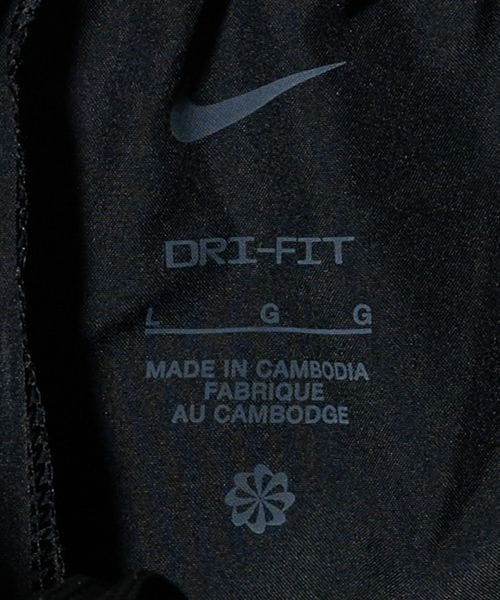 DRI-FIT
L G G
MADE IN CAMBODIA
FABRIQUE
AU CAMBODGE